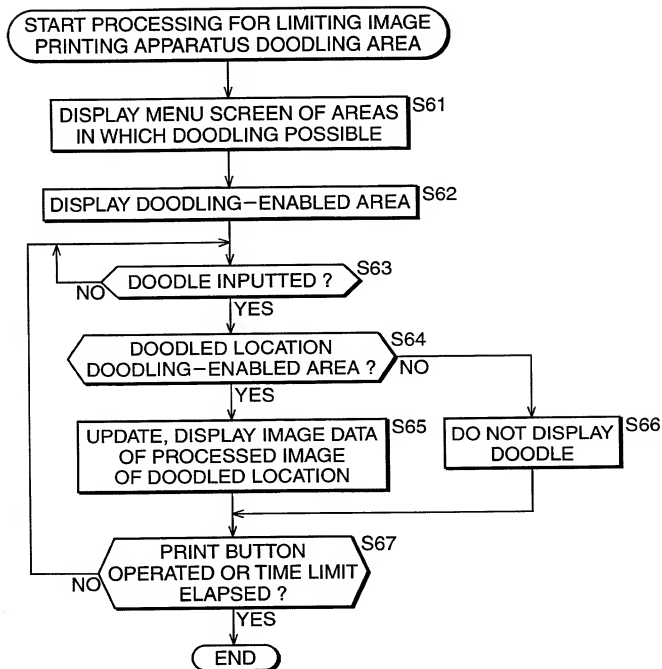 START PROCESSING FOR LIMITING IMAGE
PRINTING APPARATUS DOODLING AREA
S61
DISPLAY MENU SCREEN OF AREAS
IN WHICH DOODLING POSSIBLE
S62
DISPLAY DOODLING-ENABLED AREA
S63
DOODLE INPUTTED ?
NO
YES
S64
DOODLED LOCATION
DOODLING-ENABLED AREA ?
NO
YES
S65
UPDATE, DISPLAY IMAGE DATA
OF PROCESSED IMAGE
OF DOODLED LOCATION
S66
DO NOT DISPLAY
DOODLE
S67
PRINT BUTTON
OPERATED OR TIME LIMIT
ELAPSED ?
NO
YES
END